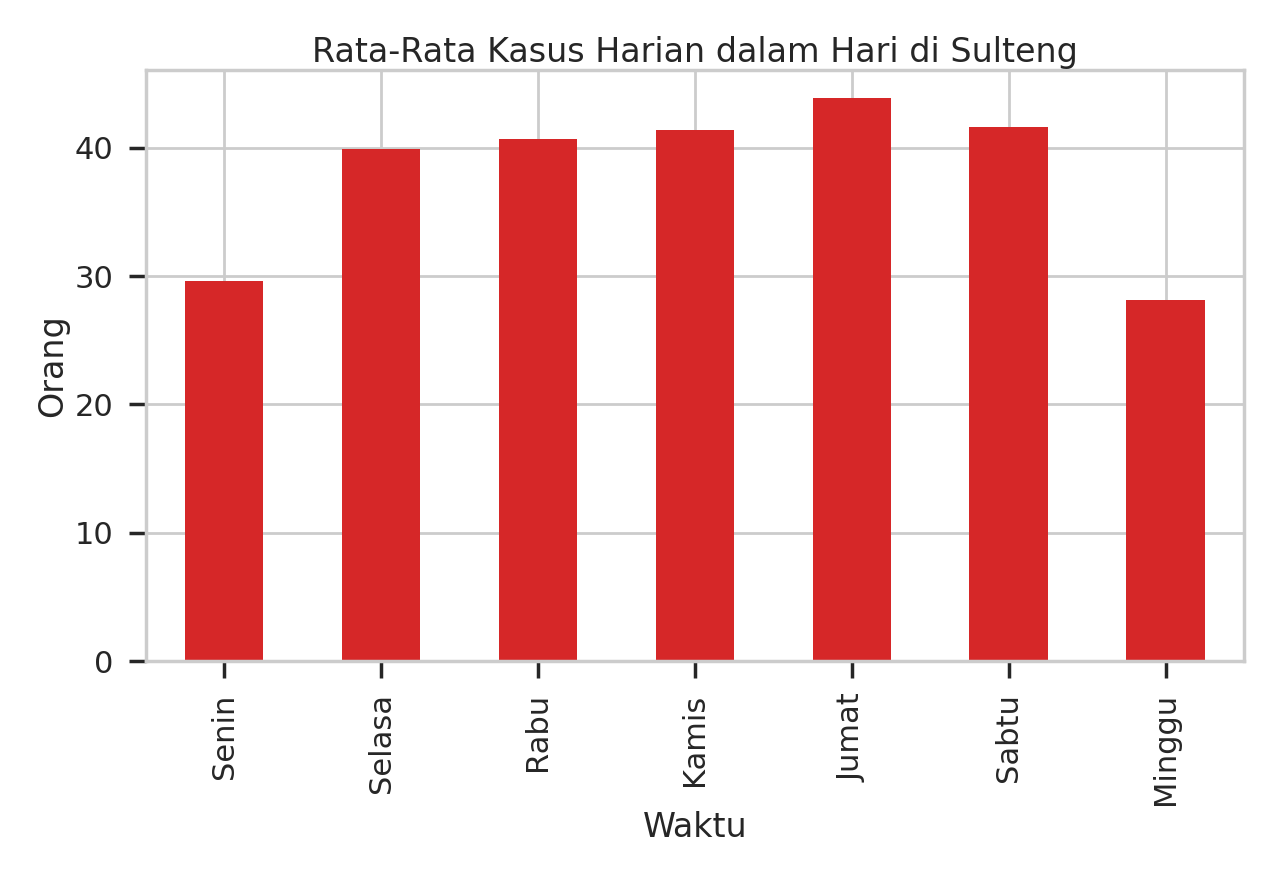 Rata-Rata Kasus Harian dalam Hari di Sulteng
Orang
40
30
20
10
0
Senin
Selasa
Rabu
Kamis
Jumat
Sabtu
Minggu
Waktu